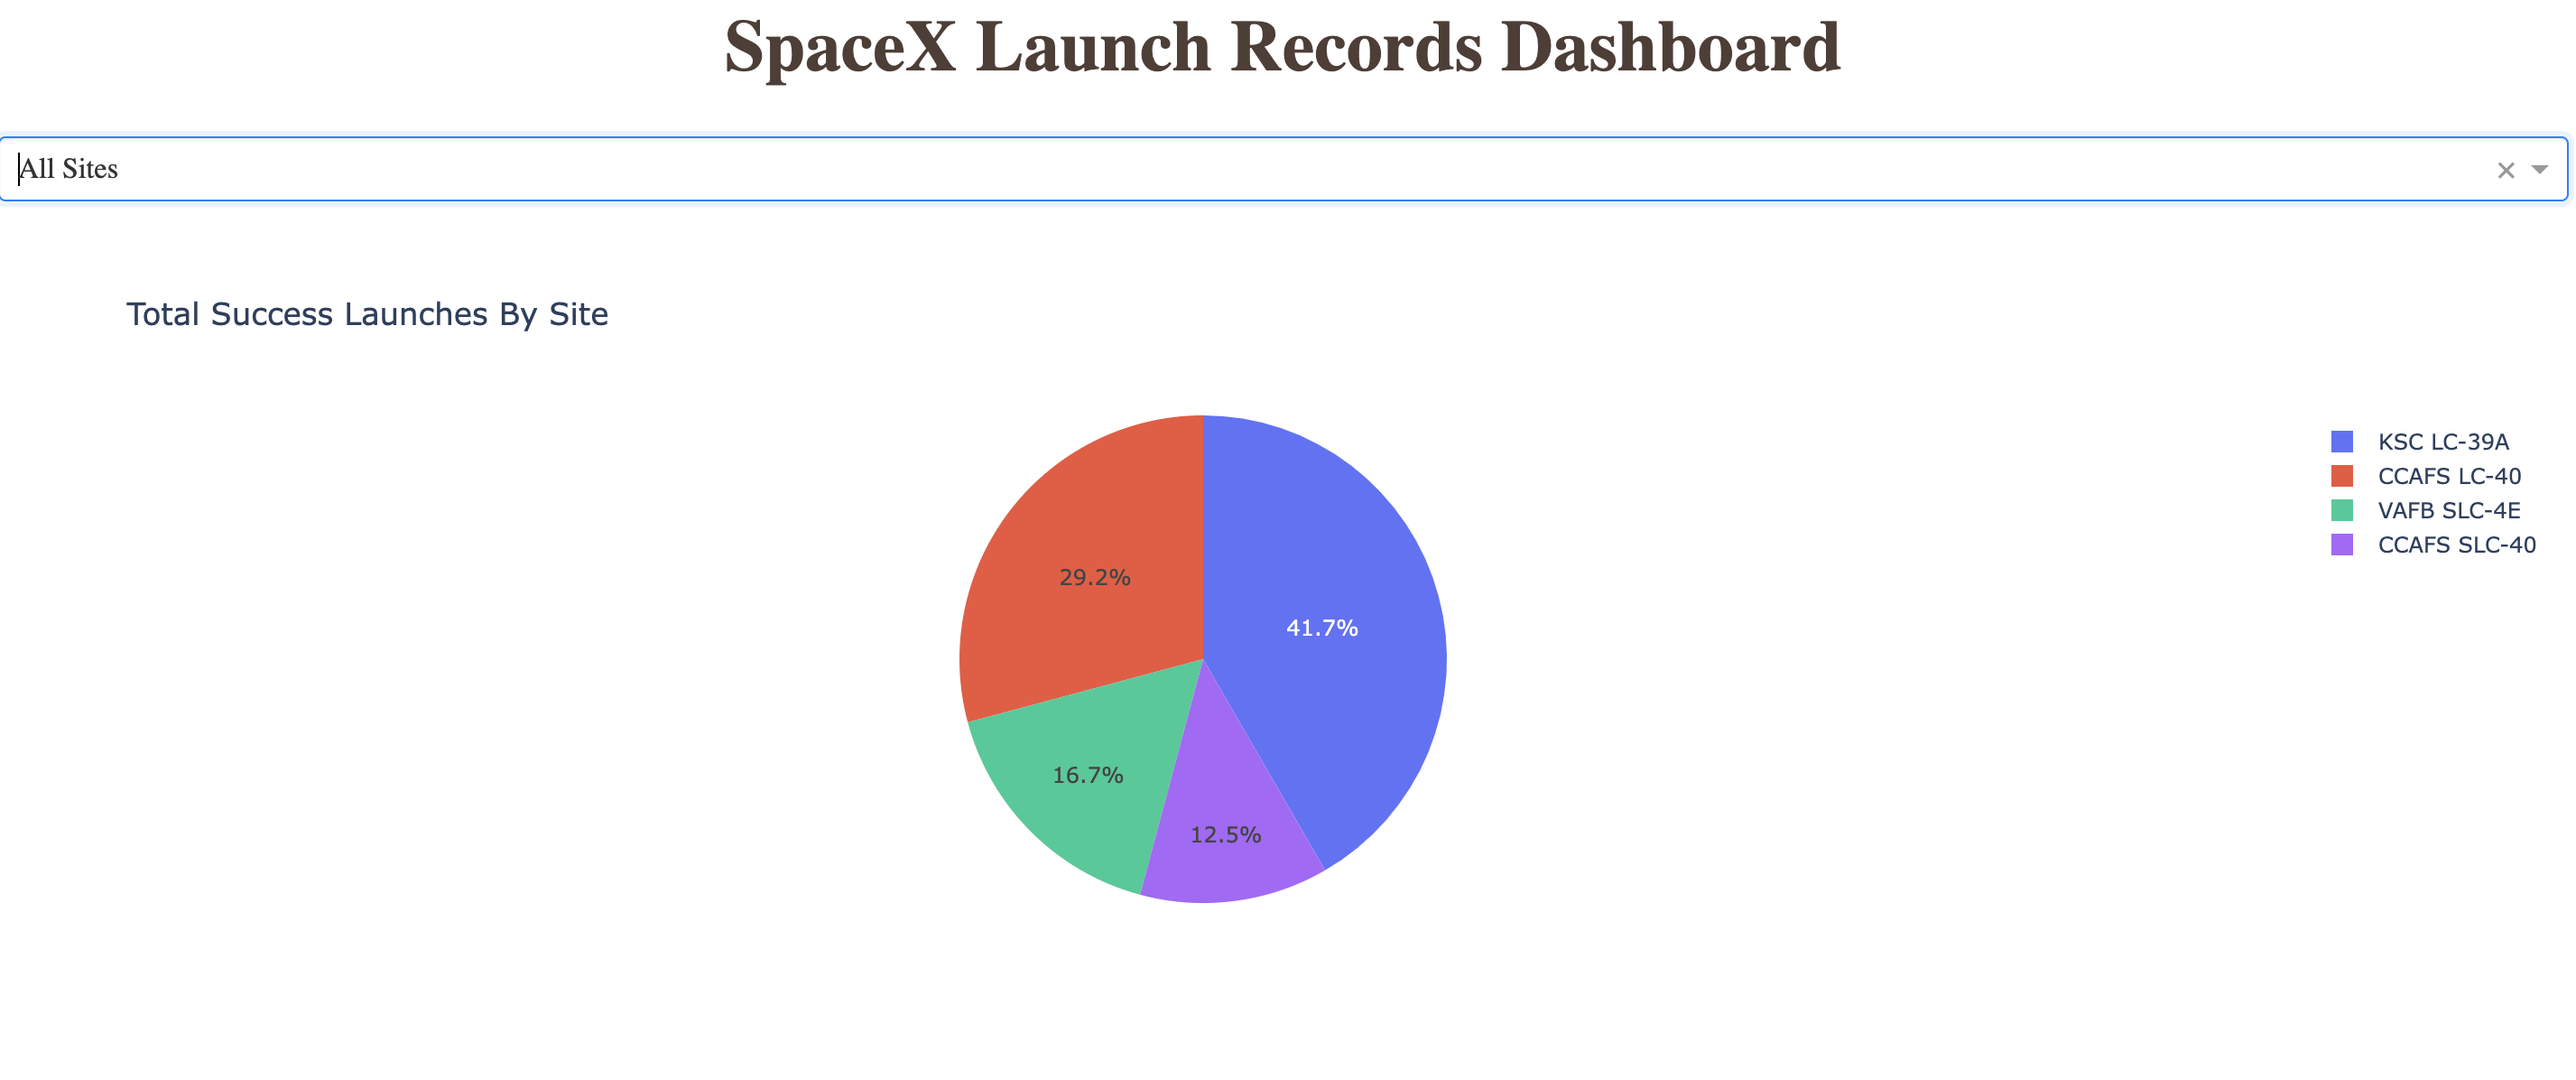 SpaceX Launch Records Dashboard
All Sites
Total Success Launches By Site
KSC LC-39A
CCAFS LC-40
VAFB SLC-4E
CCAFS SLC-40
29.2%
41.7%
16.7%
12.5%